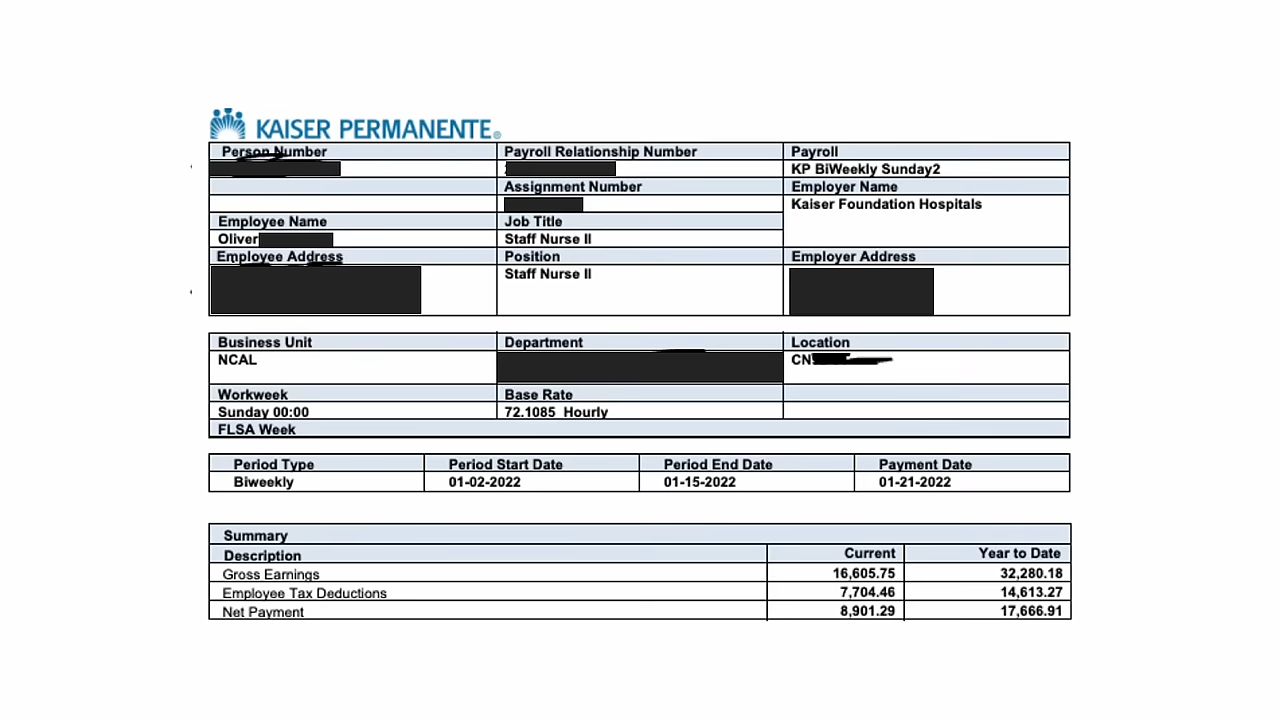 KAISER PERMANENTE®
Person Number Payroll Relationship Number Payroll
KP BiWeekly Sunday2
Assignment Number Employer Name
Kaiser Foundation Hospitals
Employee Name Job Title
Oliver Staff Nurse II
Employee Address Position Employer Address
Staff Nurse II
Business Unit Department Location
NCAL CN
Workweek Base Rate
Sunday 00:00 72.1085 Hourly
FLSA Week
Period Type Period Start Date Period End Date Payment Date
Biweekly 01-02-2022 01-15-2022 01-21-2022
Summary
Description Current Year to Date
Gross Earnings 16,605.75 32,280.18
Employee Tax Deductions 7,704.46 14,613.27
Net Payment 8,901.29 17,666.91